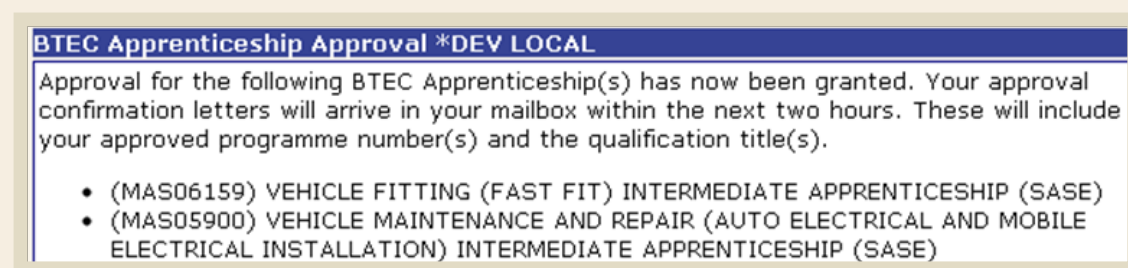 BTEC Apprenticeship Approval *DEV LOCAL
Approval for the following BTEC Apprenticeship(s) has now been granted. Your approval
confirmation letters will arrive in your mailbox within the next two hours. These will include
your approved programme number(s) and the qualification title(s).
• (MAS06159) VEHICLE FITTING (FAST FIT) INTERMEDIATE APPRENTICESHIP (SASE)
• (MAS05900) VEHICLE MAINTENANCE AND REPAIR (AUTO ELECTRICAL AND MOBILE
ELECTRICAL INSTALLATION) INTERMEDIATE APPRENTICESHIP (SASE)